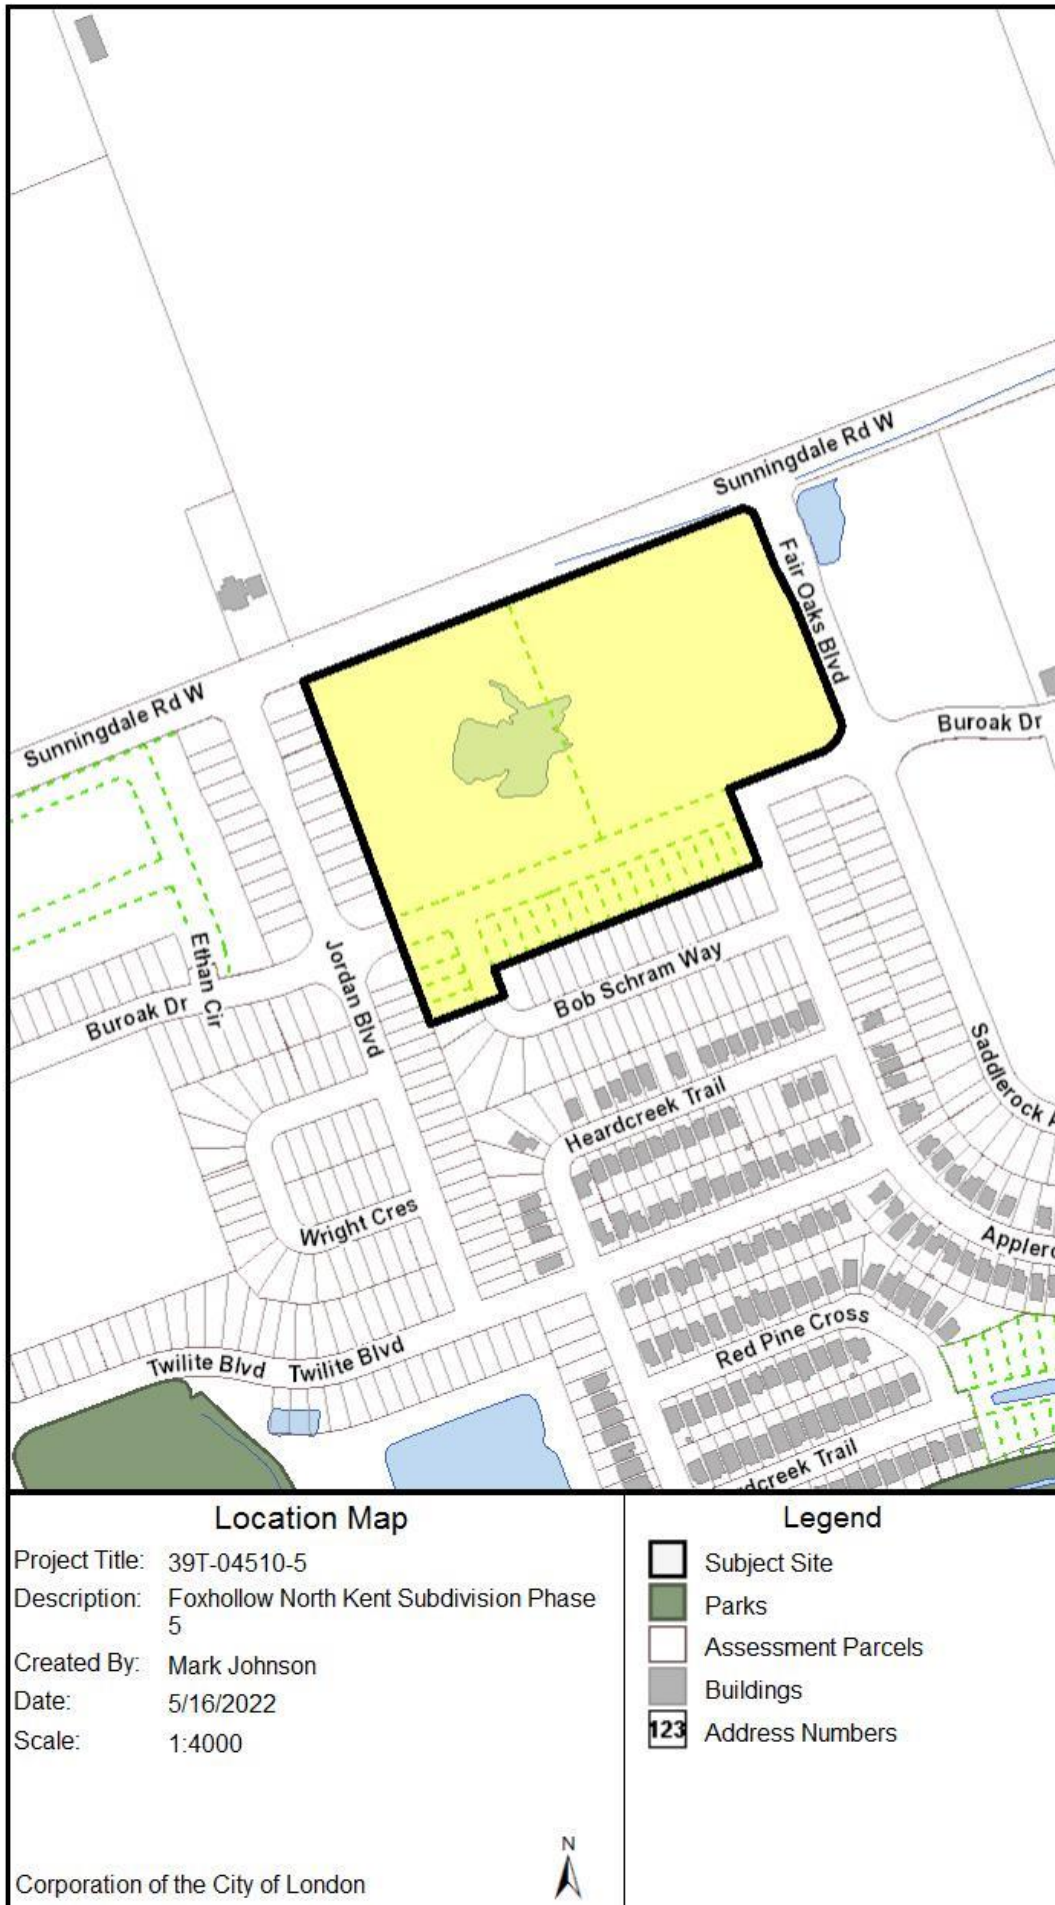 Sunningdale Rd W
Fair Oaks Blvd
Sunningdale Rd W
Buroak Dr
Ethan Cir
Jordan Blvd
Buroak Dr
Bob Schram Way
Saddlerock A
Heardcreek Trail
Wright Cres
Applero
Red Pine Cross
Twilite Blvd
Twilite Blvd
dcreek Trail
Location Map
Project Title: 39T-04510-5
Description: Foxhollow North Kent Subdivision Phase
5
Created By: Mark Johnson
Date: 5/16/2022
Scale: 1:4000
N
Corporation of the City of London
Legend
Subject Site
Parks
Assessment Parcels
Buildings
123 Address Numbers